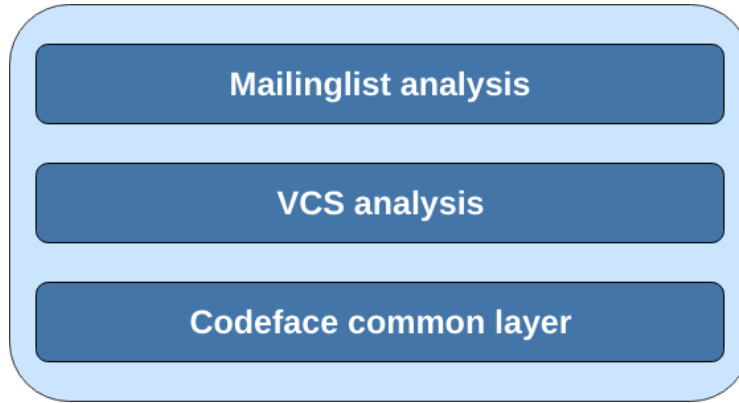 Mailinglist analysis
VCS analysis
Codeface common layer